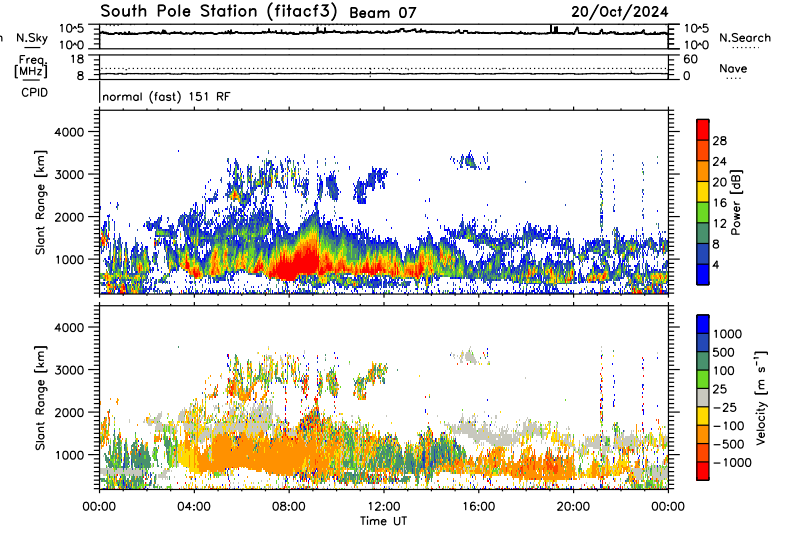 South Pole Station (fitacf3) Beam 07 20/Oct/2024
N.Sky 10^5 10^0 10^5 10^0 N.Search
Freq. [MHz] 18 8 60 0 Nave
CPID normal (fast) 151 RF
4000
3000
2000
1000
Slant Range [km]
28
24
20
16
12
8
4
Power [dB]
4000
3000
2000
1000
Slant Range [km]
1000
500
100
25
-25
-100
-500
-1000
Velocity [m s⁻¹]
00:00 04:00 08:00 12:00 16:00 20:00 00:00
Time UT